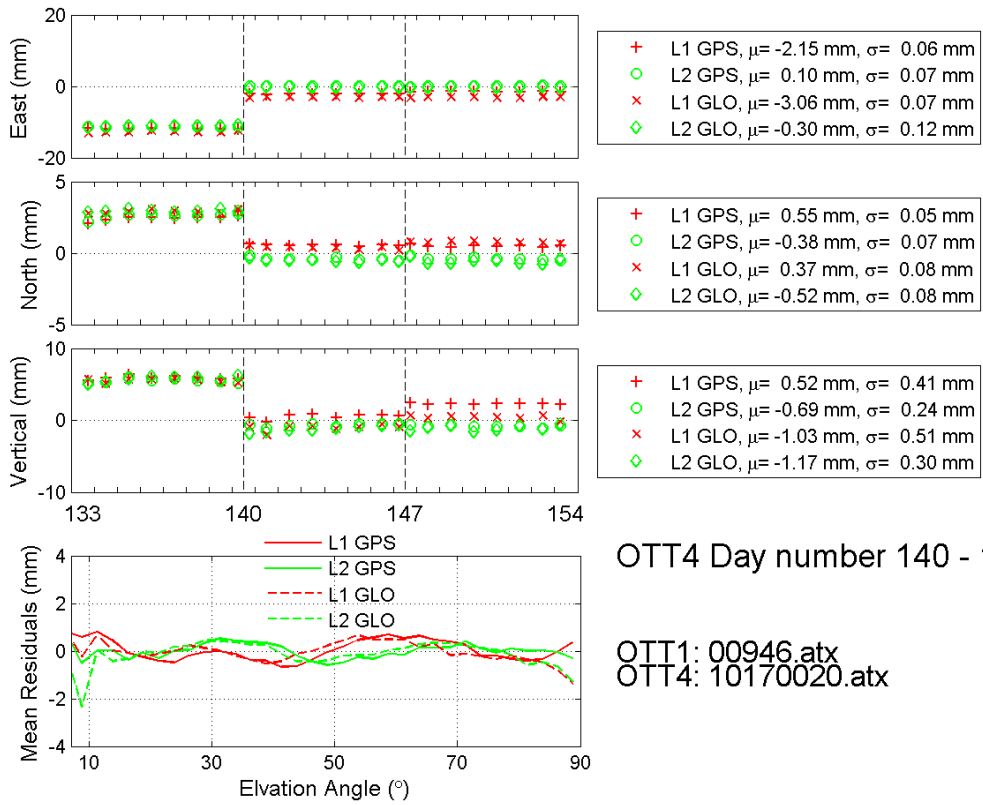 20
0
-20
East (mm)
L1 GPS, μ= -2.15 mm, σ= 0.06 mm
L2 GPS, μ= 0.10 mm, σ= 0.07 mm
L1 GLO, μ= -3.06 mm, σ= 0.07 mm
L2 GLO, μ= -0.30 mm, σ= 0.12 mm
5
0
-5
North (mm)
L1 GPS, μ= 0.55 mm, σ= 0.05 mm
L2 GPS, μ= -0.38 mm, σ= 0.07 mm
L1 GLO, μ= 0.37 mm, σ= 0.08 mm
L2 GLO, μ= -0.52 mm, σ= 0.08 mm
10
0
-10
Vertical (mm)
L1 GPS, μ= 0.52 mm, σ= 0.41 mm
L2 GPS, μ= -0.69 mm, σ= 0.24 mm
L1 GLO, μ= -1.03 mm, σ= 0.51 mm
L2 GLO, μ= -1.17 mm, σ= 0.30 mm
133 140 147 154
4
2
0
-2
-4
Mean Residuals (mm)
L1 GPS
L2 GPS
L1 GLO
L2 GLO
10 30 50 70 90
Elvation Angle (°)
OTT4 Day number 140 -
OTT1: 00946.atx
OTT4: 10170020.atx